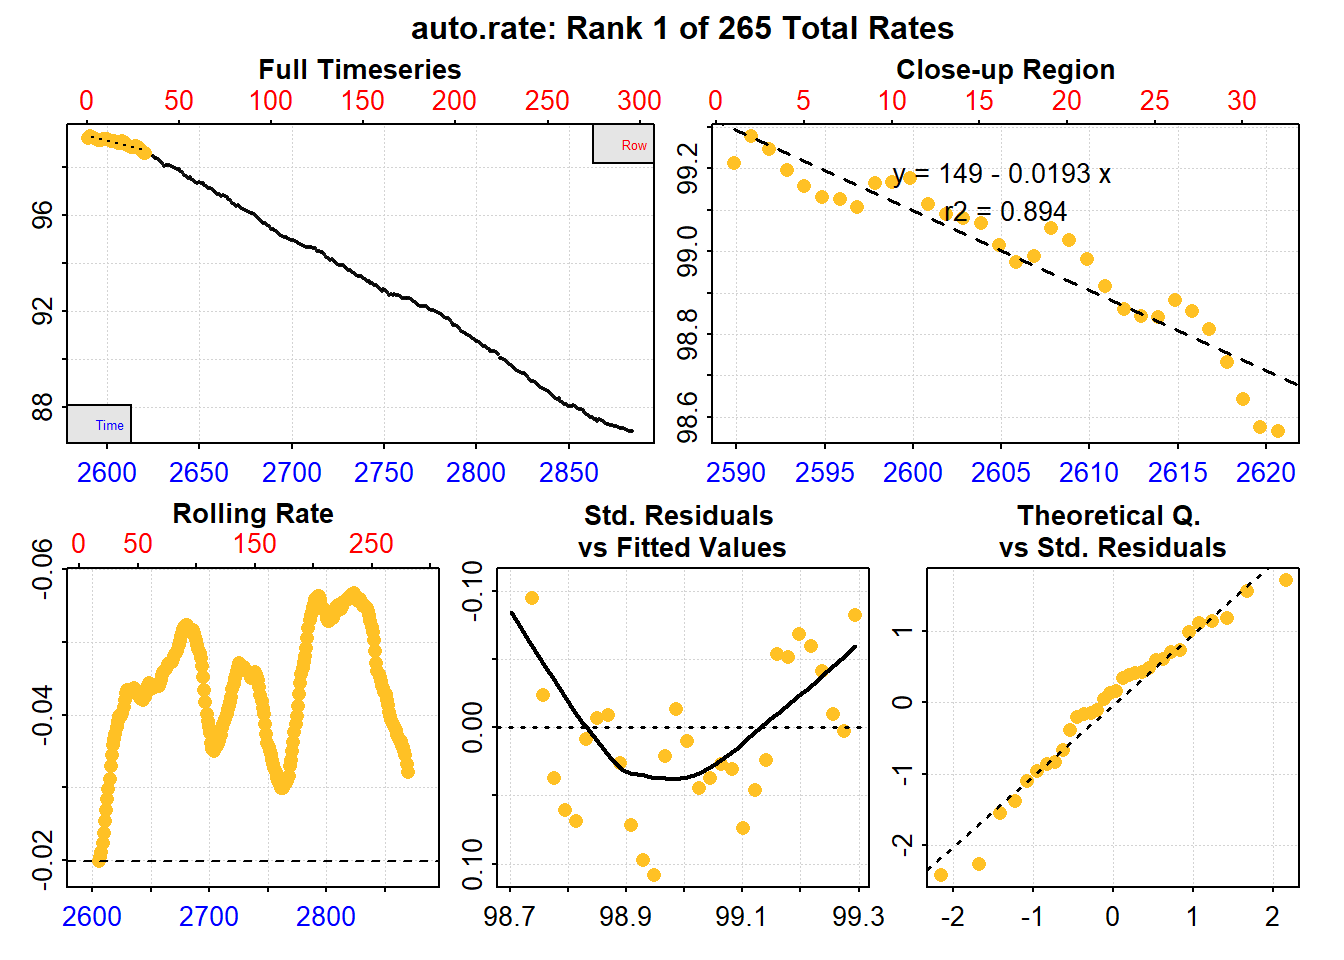 auto.rate: Rank 1 of 265 Total Rates
Full Timeseries
0 50 100 150 200 250 300
Row
96
92
88
Time
2600 2650 2700 2750 2800 2850
Close-up Region
0 5 10 15 20 25 30
y = 149 - 0.0193 x
r2 = 0.894
99.2
99.0
98.8
98.6
2590 2595 2600 2605 2610 2615 2620
Rolling Rate
0 50 150 250
-0.06
-0.04
-0.02
2600 2700 2800
Std. Residuals
vs Fitted Values
-0.10
0.00
0.10
98.7 98.9 99.1 99.3
Theoretical Q.
vs Std. Residuals
1
0
-1
-2
-2 -1 0 1 2